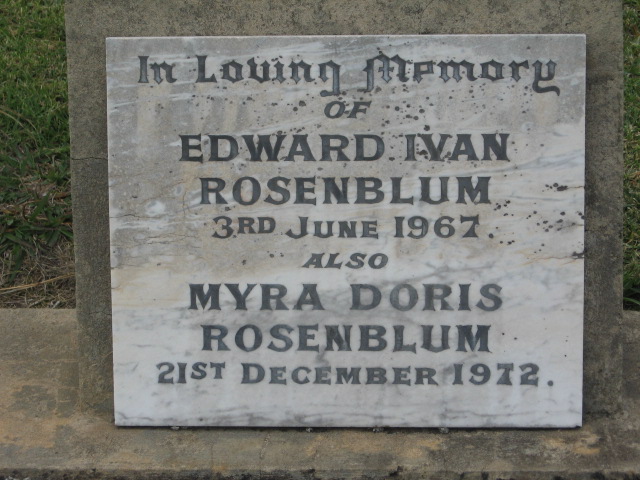 In Loving Memory
OF
EDWARD IVAN
ROSENBLUM
3RD JUNE 1967.
ALSO
MYRA DORIS
ROSENBLUM
21ST DECEMBER 1972.